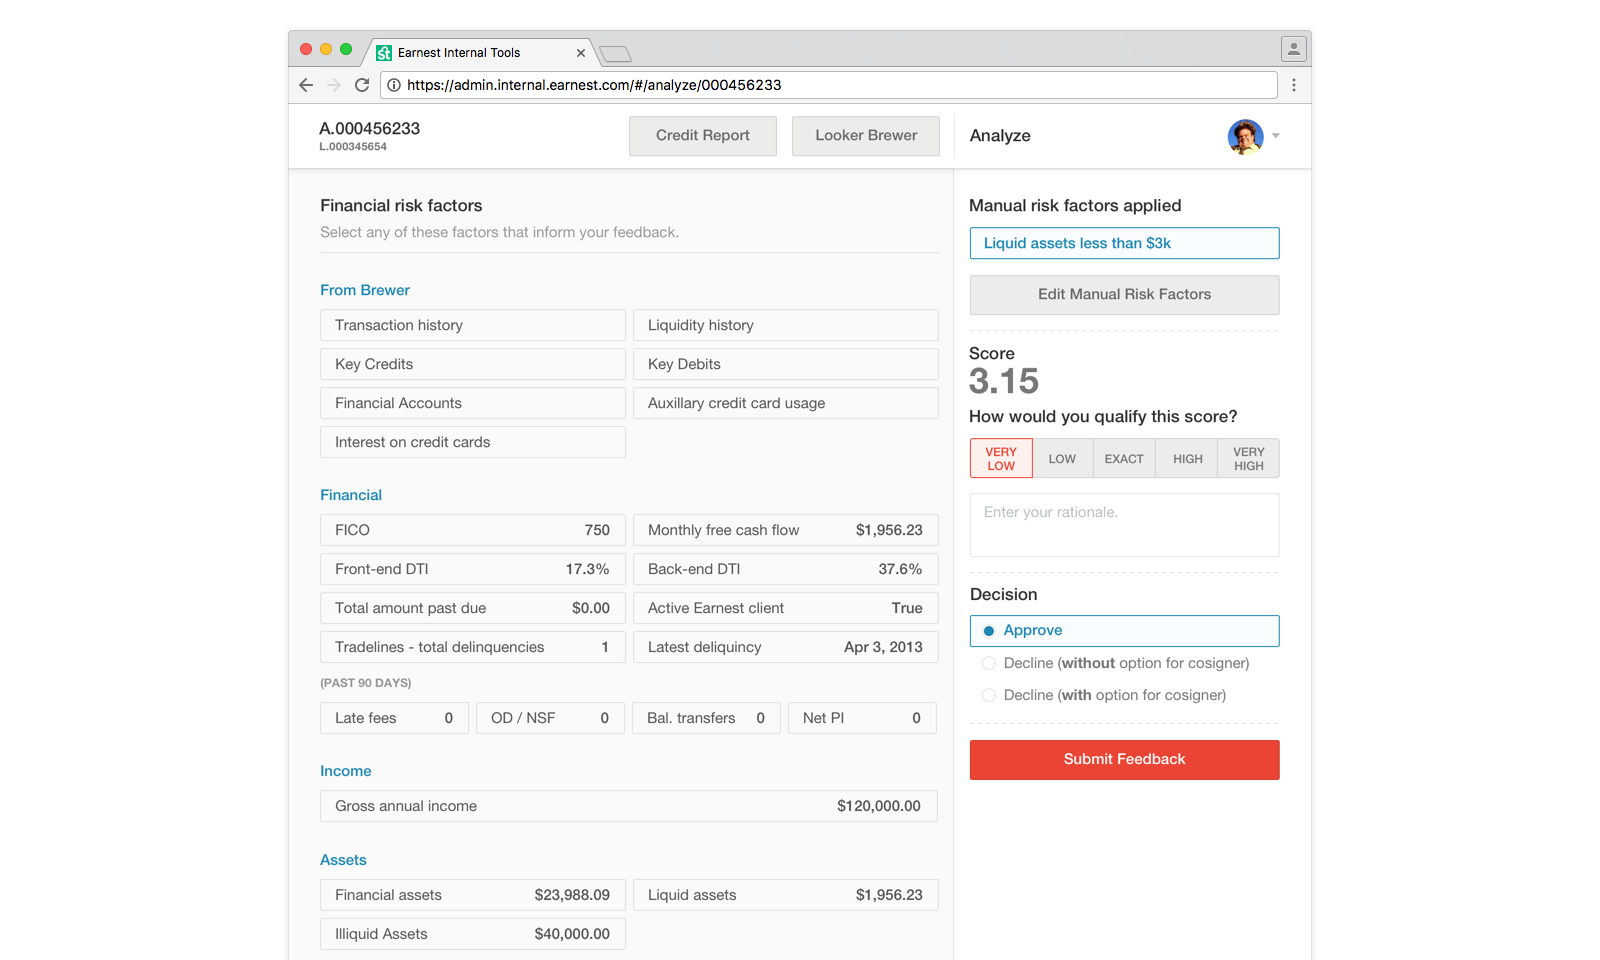 Earnest Internal Tools
https://admin.internal.earnest.com/#/analyze/000456233
A.000456233
L.000345654
Credit Report
Looker Brewer
Analyze
Financial risk factors
Select any of these factors that inform your feedback.
From Brewer
Transaction history
Liquidity history
Key Credits
Key Debits
Financial Accounts
Auxillary credit card usage
Interest on credit cards
Financial
FICO 750
Monthly free cash flow $1,956.23
Front-end DTI 17.3%
Back-end DTI 37.6%
Total amount past due $0.00
Active Earnest client True
Tradelines - total delinquencies 1
Latest deliquincy Apr 3, 2013
(PAST 90 DAYS)
Late fees 0
OD / NSF 0
Bal. transfers 0
Net PI 0
Income
Gross annual income $120,000.00
Assets
Financial assets $23,988.09
Liquid assets $1,956.23
Illiquid Assets $40,000.00
Manual risk factors applied
Liquid assets less than $3k
Edit Manual Risk Factors
Score
3.15
How would you qualify this score?
VERY
LOW
LOW
EXACT
HIGH
VERY
HIGH
Enter your rationale.
Decision
Approve
Decline (without option for cosigner)
Decline (with option for cosigner)
Submit Feedback